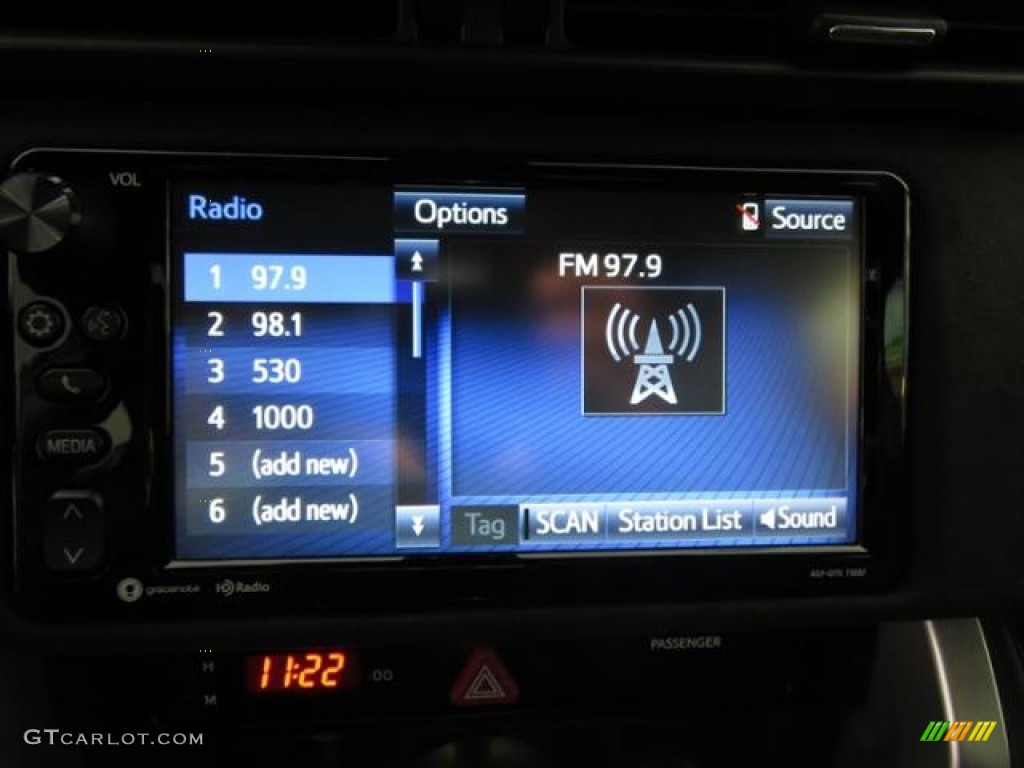 VOL
Radio
Options
Source
1 97.9
FM 97.9
2 98.1
3 530
4 1000
5 (add new)
6 (add new)
MEDIA
Tag
SCAN
Station List
Sound
gracenote
HD Radio
PASSENGER
H
11:22
:00
M
GTCARLOT.COM